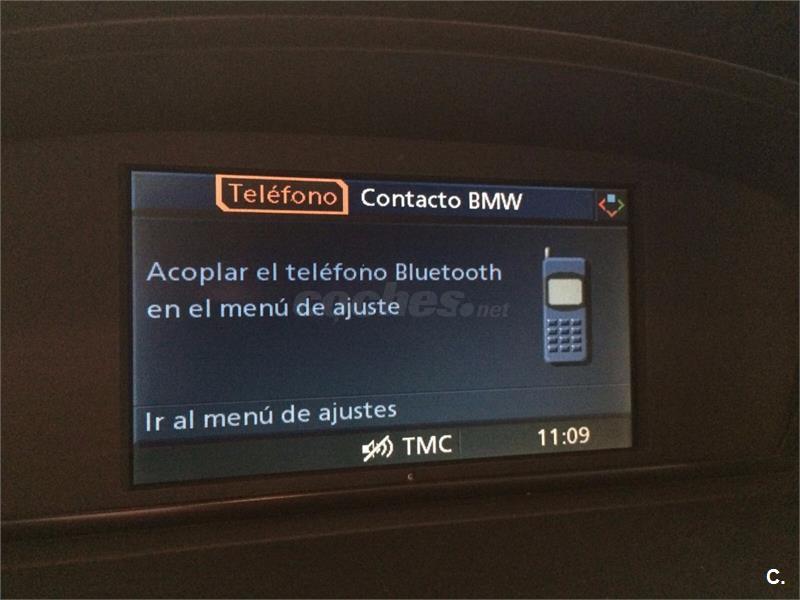 Teléfono Contacto BMW
Acoplar el teléfono Bluetooth
en el menú de ajuste
coches.net
Ir al menú de ajustes
TMC 11:09
C.